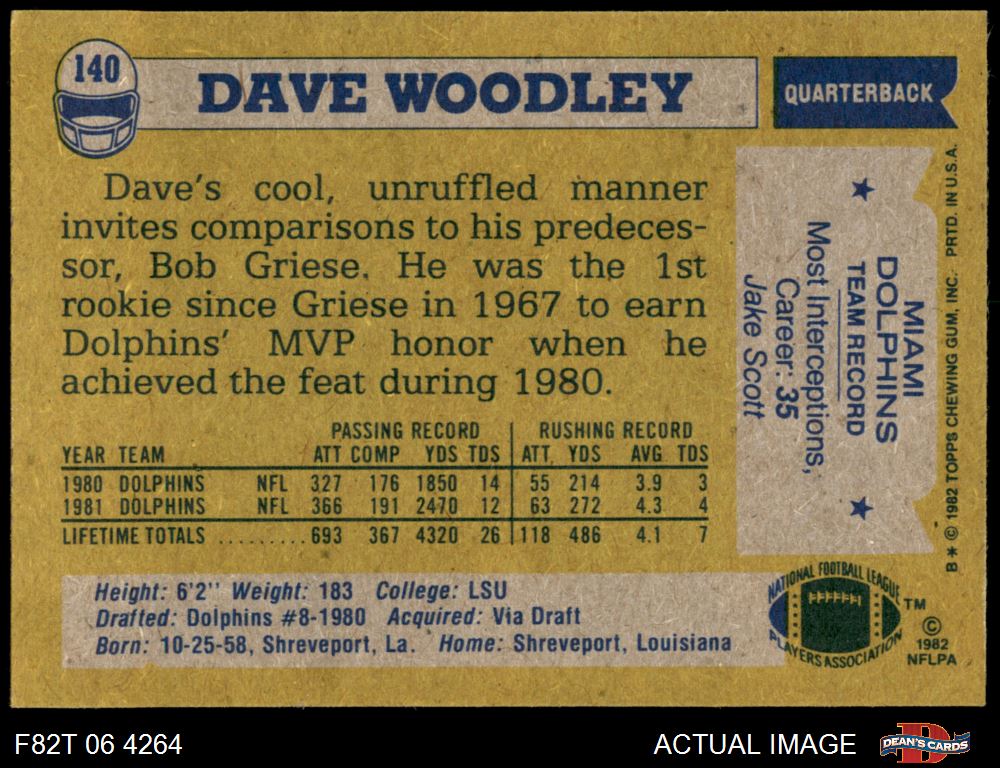 140
DAVE WOODLEY
QUARTERBACK
Dave's cool, unruffled manner
invites comparisons to his predeces-
sor, Bob Griese. He was the 1st
rookie since Griese in 1967 to earn
Dolphins' MVP honor when he
achieved the feat during 1980.
PASSING RECORD RUSHING RECORD
YEAR TEAM ATT COMP YDS TDS ATT YDS AVG TDS
1980 DOLPHINS NFL 327 176 1850 14 55 214 3.9 3
1981 DOLPHINS NFL 366 191 2470 12 63 272 4.3 4
LIFETIME TOTALS ......... 693 367 4320 26 118 486 4.1 7
Height: 6'2'' Weight: 183 College: LSU
Drafted: Dolphins #8-1980 Acquired: Via Draft
Born: 10-25-58, Shreveport, La. Home: Shreveport, Louisiana
MIAMI
DOLPHINS
TEAM RECORD
Most Interceptions,
Career: 35
Jake Scott
B* © 1982 TOPPS CHEWING GUM, INC. PRTD. IN U.S.A.
NATIONAL FOOTBALL LEAGUE
PLAYERS ASSOCIATION
TM
©
1982
NFLPA
F82T 06 4264
ACTUAL IMAGE
DEAN'S CARDS